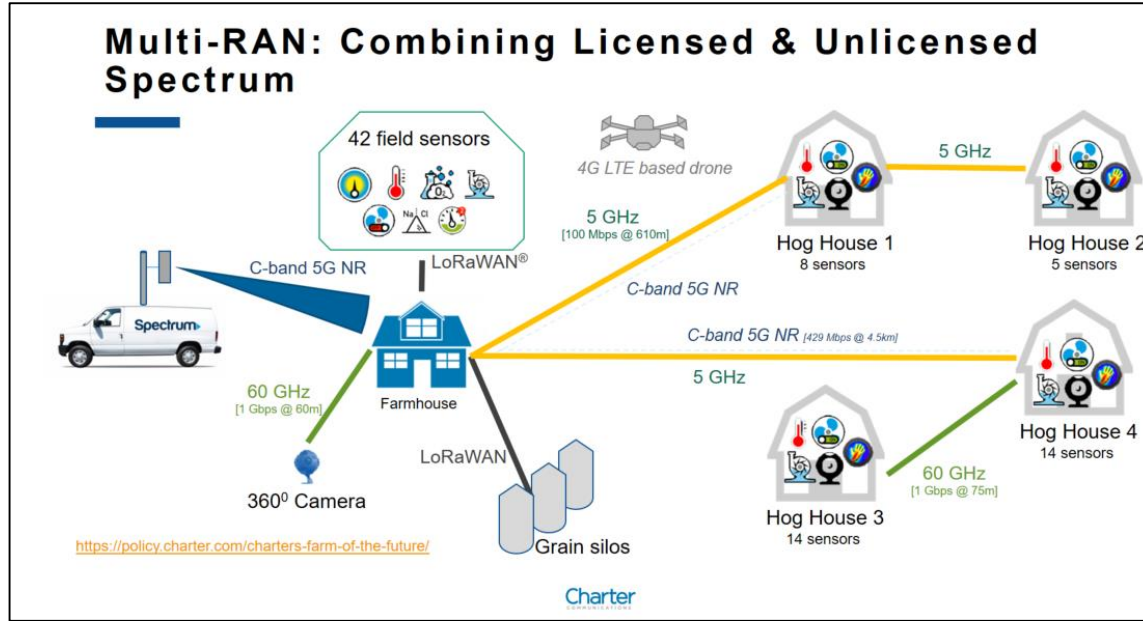 Multi-RAN: Combining Licensed & Unlicensed
Spectrum
42 field sensors
O₂
Na Cl
4G LTE based drone
5 GHz
5 GHz
[100 Mbps @ 610m]
Hog House 1
8 sensors
Hog House 2
5 sensors
C-band 5G NR
LoRaWAN®
Spectrum
C-band 5G NR
C-band 5G NR [429 Mbps @ 4.5km]
5 GHz
60 GHz
[1 Gbps @ 60m]
Farmhouse
LoRaWAN
360⁰ Camera
Grain silos
Hog House 4
14 sensors
60 GHz
[1 Gbps @ 75m]
Hog House 3
14 sensors
https://policy.charter.com/charters-farm-of-the-future/
Charter
COMMUNICATIONS